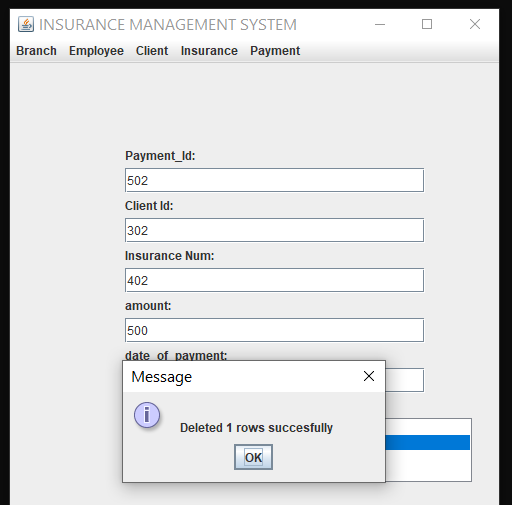 INSURANCE MANAGEMENT SYSTEM
Branch Employee Client Insurance Payment
Payment_Id:
502
Client Id:
302
Insurance Num:
402
amount:
500
date_of_payment:
Message
Deleted 1 rows succesfully
OK